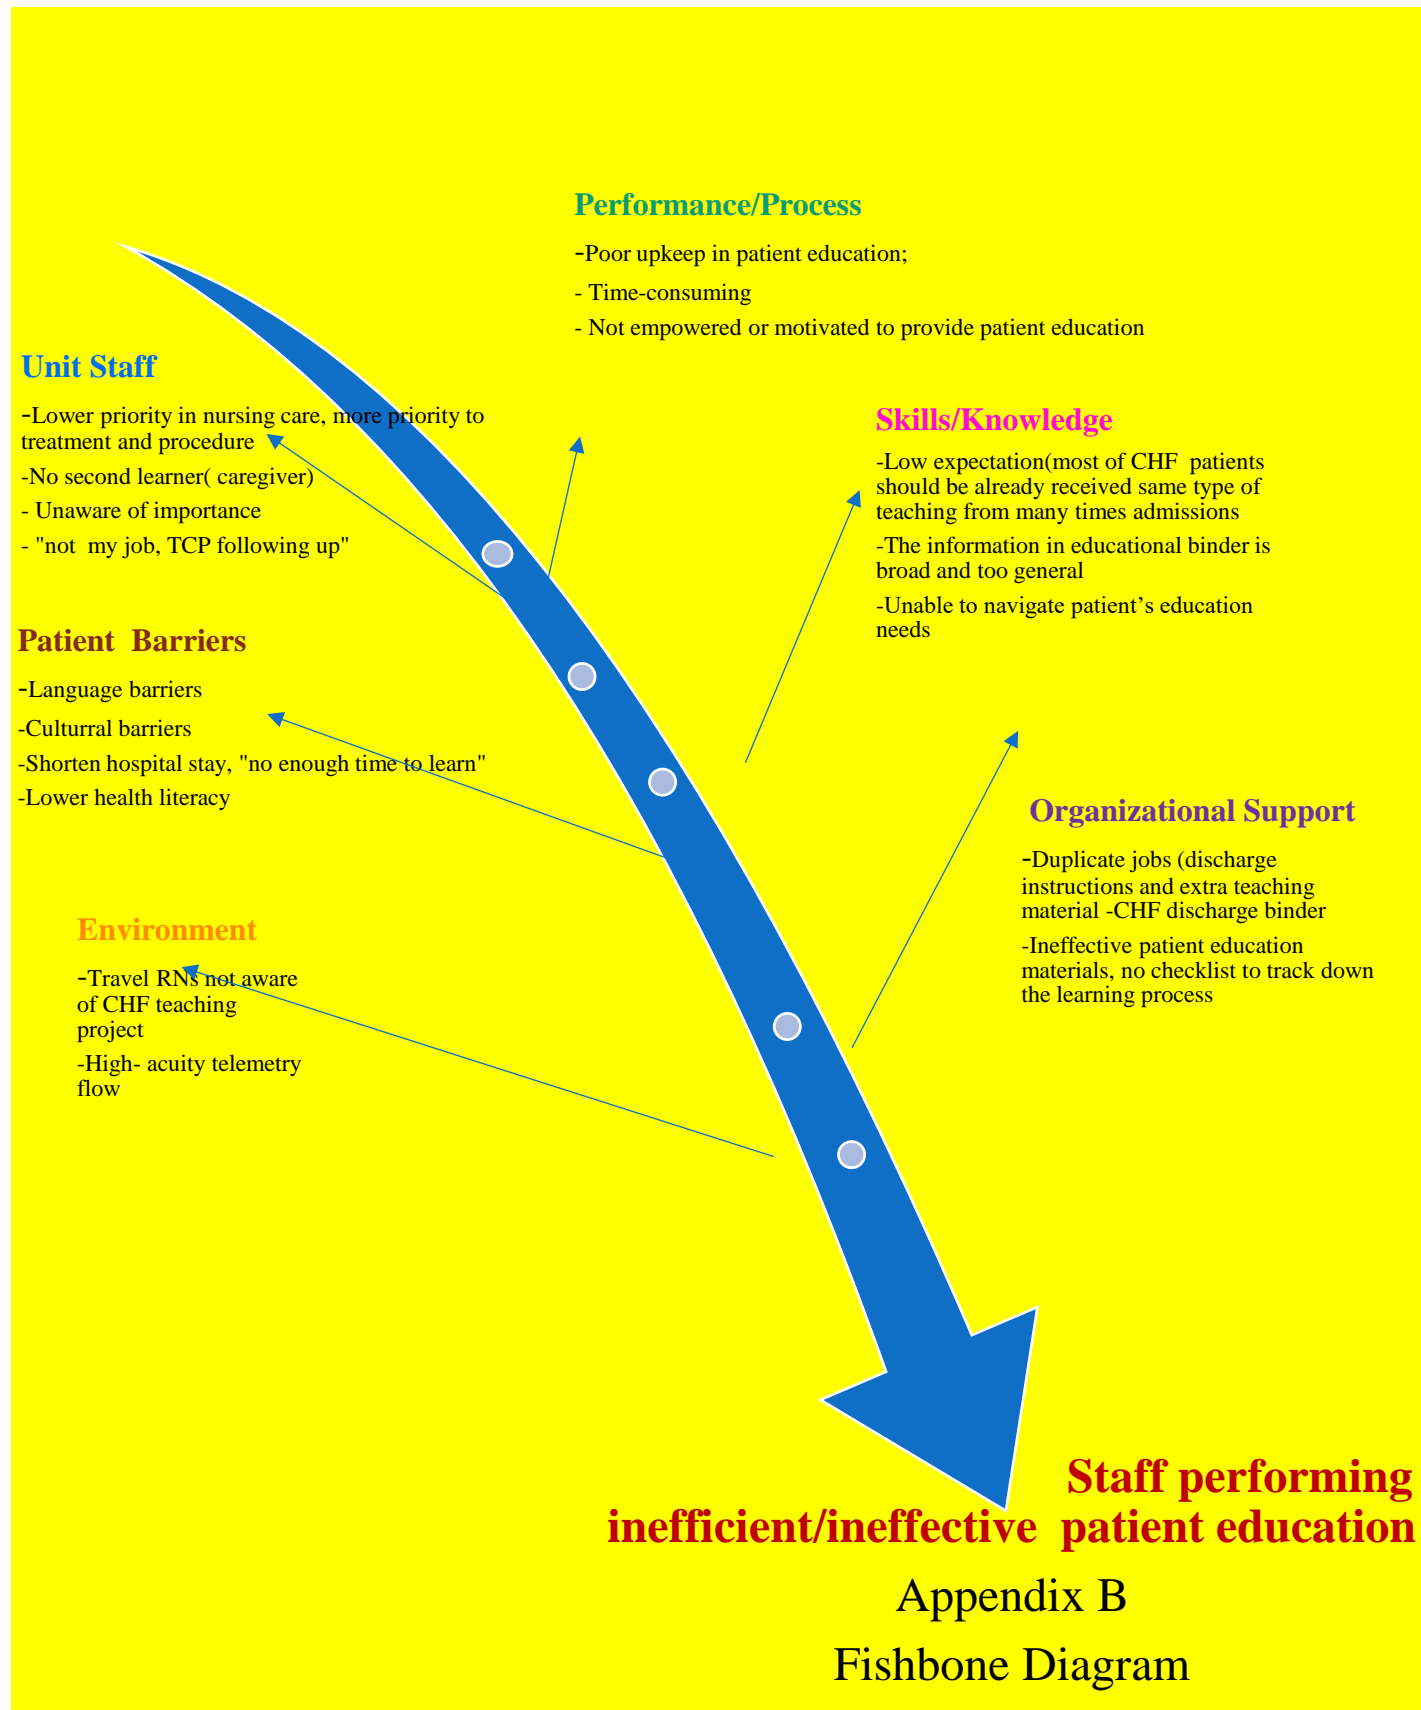 Performance/Process
-Poor upkeep in patient education;
- Time-consuming
- Not empowered or motivated to provide patient education
Unit Staff
-Lower priority in nursing care, more priority to
treatment and procedure
-No second learner( caregiver)
- Unaware of importance
- "not  my job, TCP following up"
Skills/Knowledge
-Low expectation(most of CHF  patients
should be already received same type of
teaching from many times admissions
-The information in educational binder is
broad and too general
-Unable to navigate patient’s education
needs
Patient  Barriers
-Language barriers
-Culturral barriers
-Shorten hospital stay, "no enough time to learn"
-Lower health literacy
Organizational Support
-Duplicate jobs (discharge
instructions and extra teaching
material -CHF discharge binder
-Ineffective patient education
materials, no checklist to track down
the learning process
Environment
-Travel RNs not aware
of CHF teaching
project
-High- acuity telemetry
flow
Staff performing
inefficient/ineffective  patient education
Appendix B
Fishbone Diagram